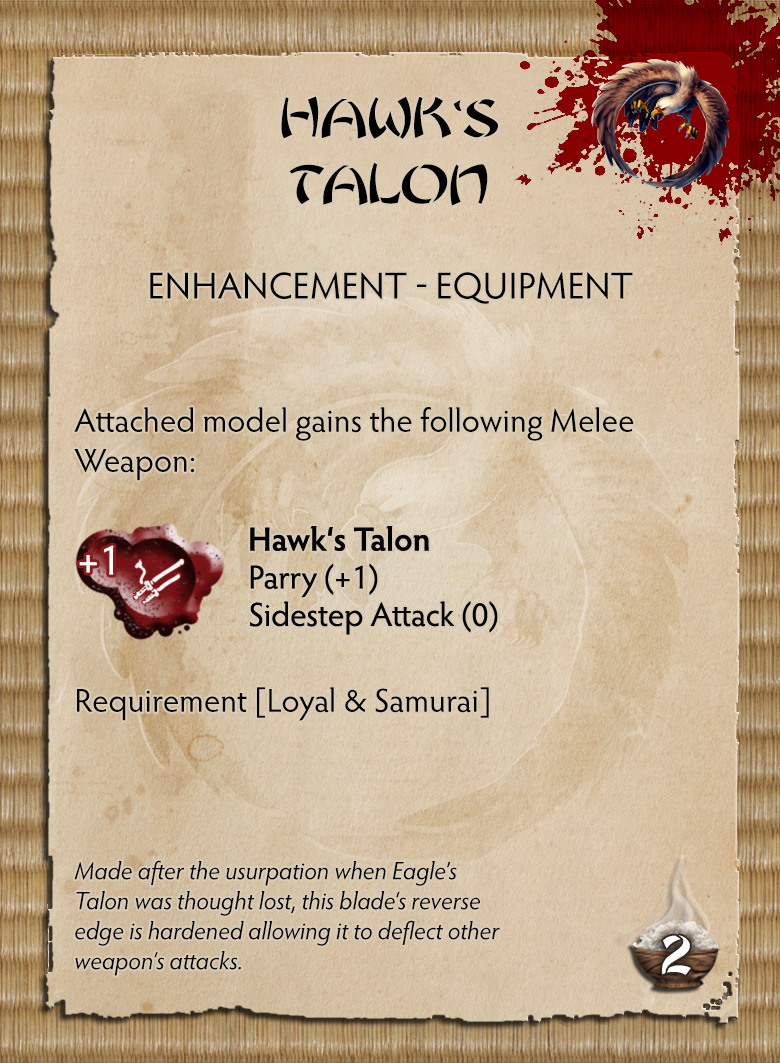 HAWK'S
TALON
ENHANCEMENT - EQUIPMENT
Attached model gains the following Melee
Weapon:
+1
Hawk's Talon
Parry (+1)
Sidestep Attack (0)
Requirement [Loyal & Samurai]
Made after the usurpation when Eagle's
Talon was thought lost, this blade's reverse
edge is hardened allowing it to deflect other
weapon's attacks.
2